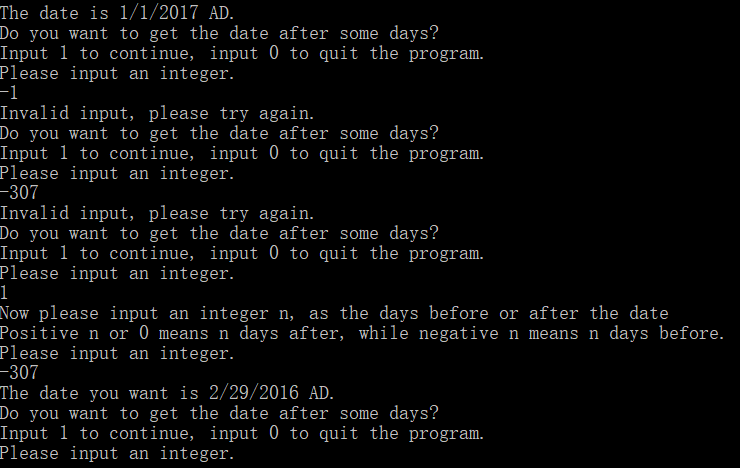 The date is 1/1/2017 AD.
Do you want to get the date after some days?
Input 1 to continue, input 0 to quit the program.
Please input an integer.
-1
Invalid input, please try again.
Do you want to get the date after some days?
Input 1 to continue, input 0 to quit the program.
Please input an integer.
-307
Invalid input, please try again.
Do you want to get the date after some days?
Input 1 to continue, input 0 to quit the program.
Please input an integer.
1
Now please input an integer n, as the days before or after the date
Positive n or 0 means n days after, while negative n means n days before.
Please input an integer.
-307
The date you want is 2/29/2016 AD.
Do you want to get the date after some days?
Input 1 to continue, input 0 to quit the program.
Please input an integer.